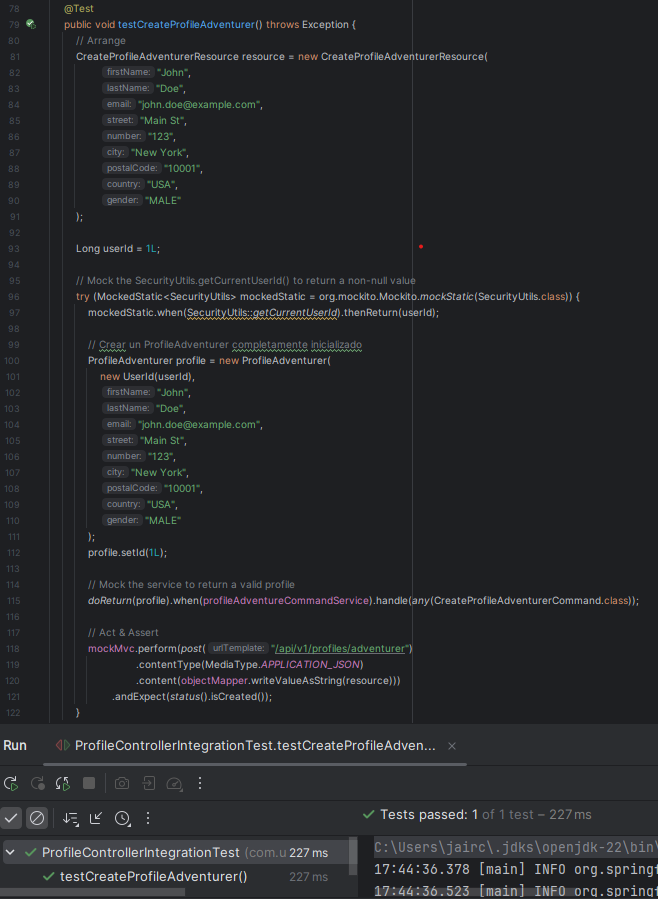 78 @Test
79 public void testCreateProfileAdventurer() throws Exception {
80 // Arrange
81 CreateProfileAdventurerResource resource = new CreateProfileAdventurerResource(
82 firstName: "John",
83 lastName: "Doe",
84 email: "john.doe@example.com",
85 street: "Main St",
86 number: "123",
87 city: "New York",
88 postalCode: "10001",
89 country: "USA",
90 gender: "MALE"
91 );
92
93 Long userId = 1L;
94
95 // Mock the SecurityUtils.getCurrentUserId() to return a non-null value
96 try (MockedStatic<SecurityUtils> mockedStatic = org.mockito.Mockito.mockStatic(SecurityUtils.class)) {
97 mockedStatic.when(SecurityUtils::getCurrentUserId).thenReturn(userId);
98
99 // Crear un ProfileAdventurer completamente inicializado
100 ProfileAdventurer profile = new ProfileAdventurer(
101 new UserId(userId),
102 firstName: "John",
103 lastName: "Doe",
104 email: "john.doe@example.com",
105 street: "Main St",
106 number: "123",
107 city: "New York",
108 postalCode: "10001",
109 country: "USA",
110 gender: "MALE"
111 );
112 profile.setId(1L);
113
114 // Mock the service to return a valid profile
115 doReturn(profile).when(profileAdventureCommandService).handle(any(CreateProfileAdventurerCommand.class));
116
117 // Act & Assert
118 mockMvc.perform(post( urlTemplate: "/api/v1/profiles/adventurer")
119 .contentType(MediaType.APPLICATION_JSON)
120 .content(objectMapper.writeValueAsString(resource)))
121 .andExpect(status().isCreated());
122 }
Run ProfileControllerIntegrationTest.testCreateProfileAdven...
Tests passed: 1 of 1 test – 227 ms
ProfileControllerIntegrationTest (com.u 227 ms
testCreateProfileAdventurer() 227 ms
C:\Users\jairc\.jdks\openjdk-22\bin\
17:44:36.378 [main] INFO org.springf
17:44:36.523 [main] INFO org.springf